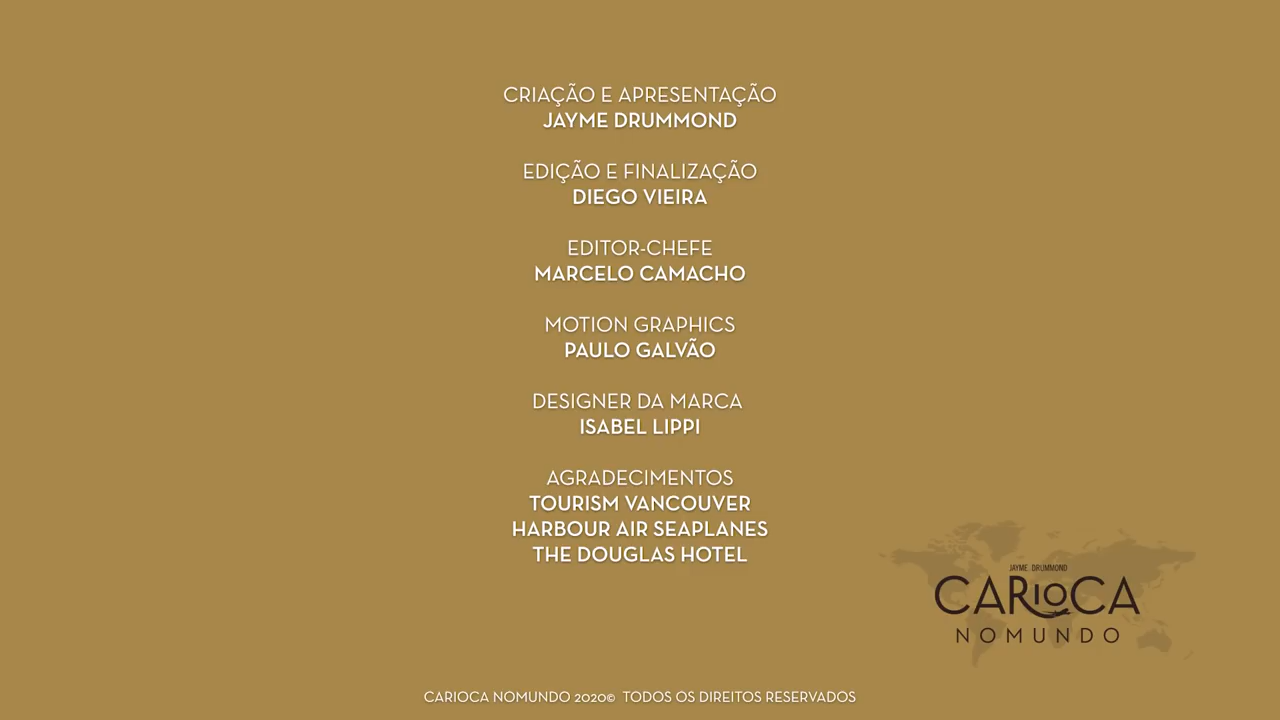 CRIAÇÃO E APRESENTAÇÃO
JAYME DRUMMOND
EDIÇÃO E FINALIZAÇÃO
DIEGO VIEIRA
EDITOR-CHEFE
MARCELO CAMACHO
MOTION GRAPHICS
PAULO GALVÃO
DESIGNER DA MARCA
ISABEL LIPPI
AGRADECIMENTOS
TOURISM VANCOUVER
HARBOUR AIR SEAPLANES
THE DOUGLAS HOTEL
JAYME DRUMMOND
CARIOCA
NOMUNDO
CARIOCA NOMUNDO 2020© TODOS OS DIREITOS RESERVADOS